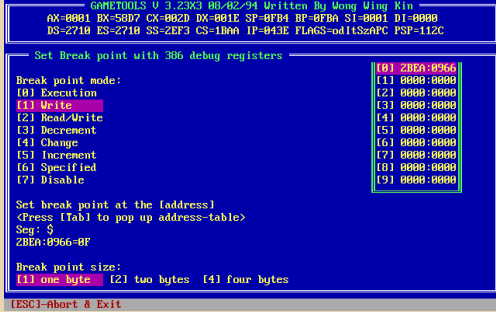 GAMETOOLS V 3.23X3 08/02/94 Written By Wong Wing Kin
AX=0001 BX=58D7 CX=002D DX=001E SP=0FB4 BP=0FBA SI=0001 DI=0000
DS=2710 ES=2710 SS=2EF3 CS=1BAA IP=043E FLAGS=odItSzAPC PSP=112C
Set Break point with 386 debug registers
[0] 2BEA:0966
Break point mode: [1] 0000:0000
[0] Execution [2] 0000:0000
[1] Write [3] 0000:0000
[2] Read/Write [4] 0000:0000
[3] Decrement [5] 0000:0000
[4] Change [6] 0000:0000
[5] Increment [7] 0000:0000
[6] Specified [8] 0000:0000
[7] Disable [9] 0000:0000
Set break point at the [address]
<Press [Tab] to pop up address-table>
Seg: $
2BEA:0966=0F
Break point size:
[1] one byte [2] two bytes [4] four bytes
[ESC]-Abort & Exit